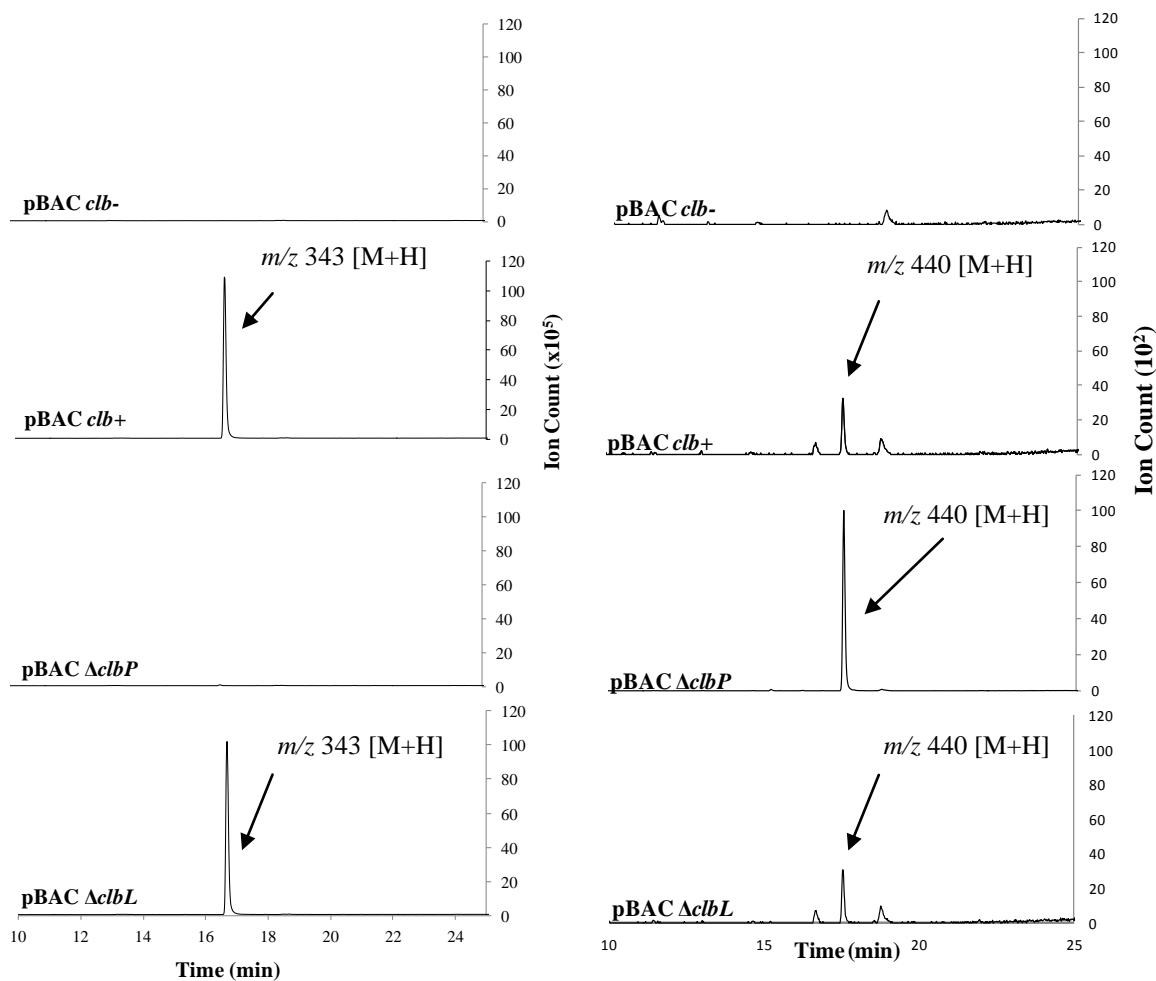 120
100
80
60
40
20
0
pBAC clb-
m/z 343 [M+H]
120
100
80
60
40
20
0
pBAC clb+
Ion Count (x10⁵)
120
100
80
60
40
20
0
pBAC ΔclbP
m/z 343 [M+H]
120
100
80
60
40
20
0
pBAC ΔclbL
10 12 14 16 18 20 22 24
Time (min)
120
100
80
60
40
20
0
pBAC clb-
m/z 440 [M+H]
120
100
80
60
40
20
0
pBAC clb+
Ion Count (10²)
m/z 440 [M+H]
120
100
80
60
40
20
0
pBAC ΔclbP
m/z 440 [M+H]
120
100
80
60
40
20
0
pBAC ΔclbL
10 15 20 25
Time (min)